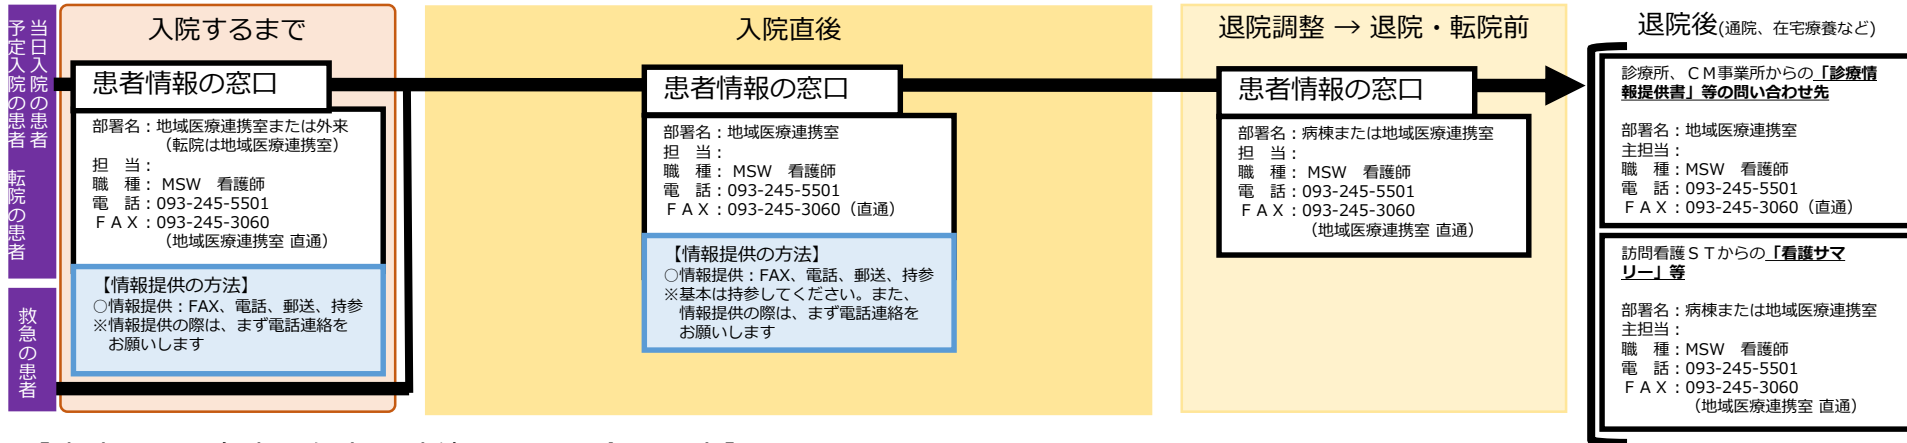 当日入院の患者
予定入院の患者 転院の患者
救急の患者
入院するまで
患者情報の窓口
部署名：地域医療連携室または外来
（転院は地域医療連携室）
担　当：
職　種： MSW　看護師
電　話：093-245-5501
ＦＡＸ：093-245-3060
（地域医療連携室 直通）
【情報提供の方法】
○情報提供：FAX、電話、郵送、持参
※情報提供の際は、まず電話連絡を
お願いします
入院直後
患者情報の窓口
部署名：地域医療連携室
担　当：
職　種： MSW　看護師
電　話：093-245-5501
ＦＡＸ：093-245-3060（直通）
【情報提供の方法】
○情報提供：FAX、電話、郵送、持参
※基本は持参してください。また、
情報提供の際は、まず電話連絡を
お願いします
退院調整 → 退院・転院前
患者情報の窓口
部署名：病棟または地域医療連携室
担　当：
職　種： MSW　看護師
電　話：093-245-5501
ＦＡＸ：093-245-3060
（地域医療連携室 直通）
退院後(通院、在宅療養など)
診療所、ＣＭ事業所からの「診療情
報提供書」等の問い合わせ先
部署名：地域医療連携室
主担当：
職　種：MSW　看護師
電　話：093-245-5501
ＦＡＸ：093-245-3060（直通）
訪問看護ＳＴからの「看護サマ
リー」等
部署名：病棟または地域医療連携室
主担当：
職　種：MSW　看護師
電　話：093-245-5501
ＦＡＸ：093-245-3060
（地域医療連携室 直通）